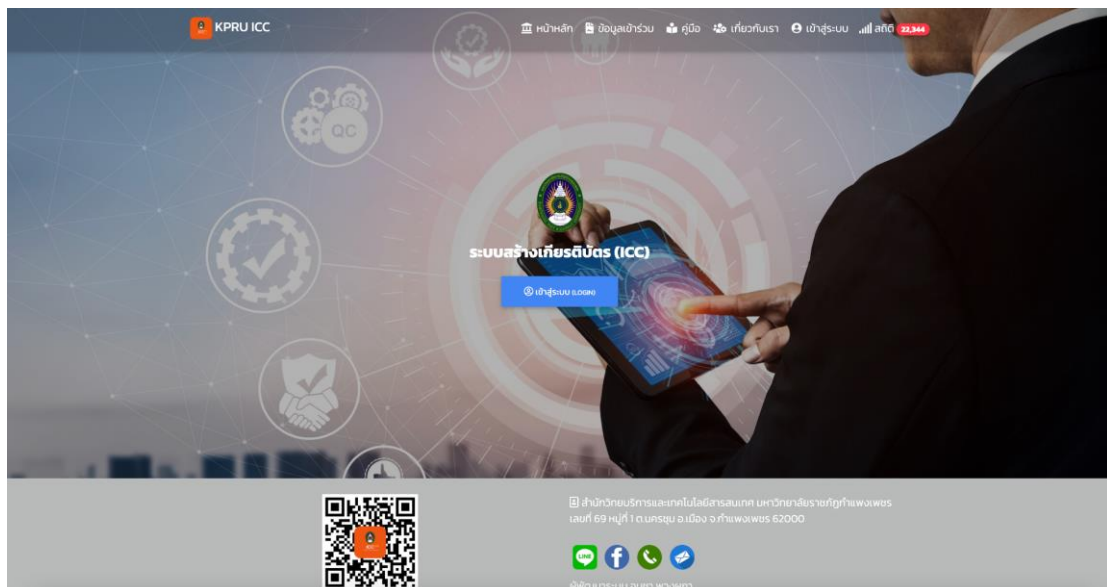 KPRU ICC
หน้าหลัก ข้อมูลเข้าร่วม คู่มือ เกี่ยวกับเรา เข้าสู่ระบบ สถิติ 22,344
QC
ระบบสร้างเกียรติบัตร (ICC)
เข้าสู่ระบบ (LOGIN)
สำนักวิทยบริการและเทคโนโลยีสารสนเทศ มหาวิทยาลัยราชภัฏกำแพงเพชร
เลขที่ 69 หมู่ที่ 1 ต.นครชุม อ.เมือง จ.กำแพงเพชร 62000
LINE